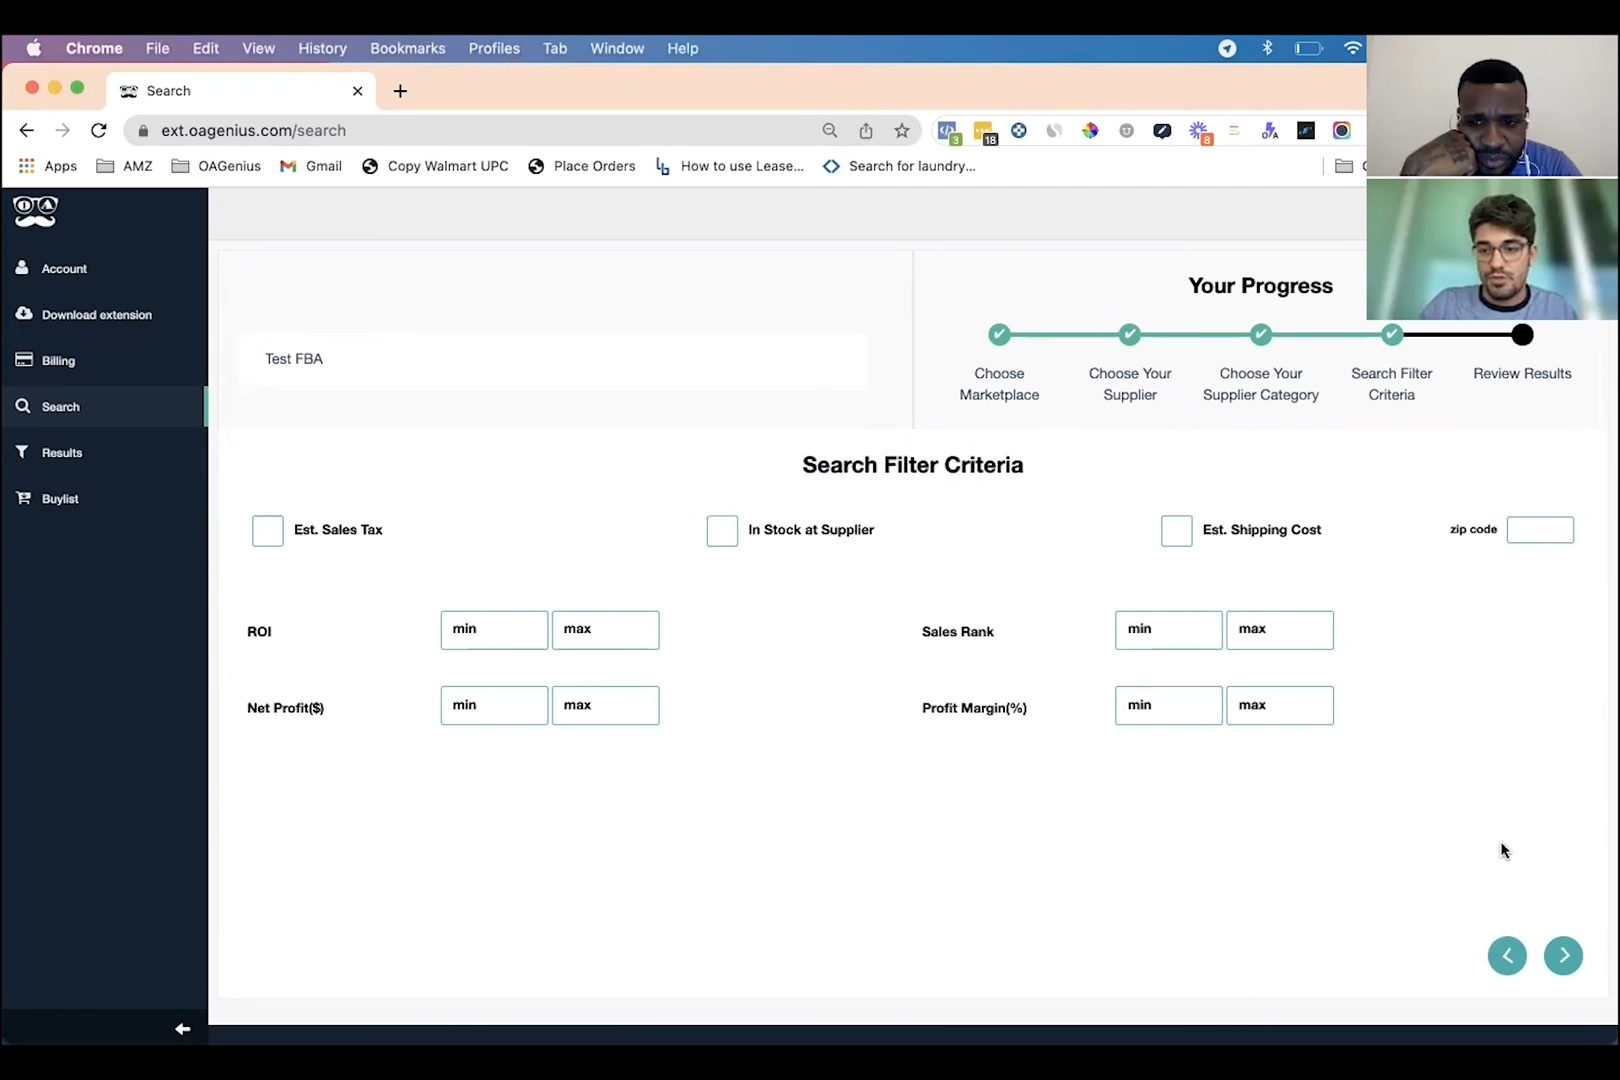 Chrome File Edit View History Bookmarks Profiles Tab Window Help
Search
ext.oagenius.com/search
3 18 8
Apps AMZ OAGenius Gmail Copy Walmart UPC Place Orders How to use Lease... Search for laundry...
OA
Account
Download extension
Billing
Search
Results
Buylist
Test FBA
Your Progress
Choose Marketplace
Choose Your Supplier
Choose Your Supplier Category
Search Filter Criteria
Review Results
Search Filter Criteria
Est. Sales Tax In Stock at Supplier Est. Shipping Cost zip code
ROI min max Sales Rank min max
Net Profit($) min max Profit Margin(%) min max